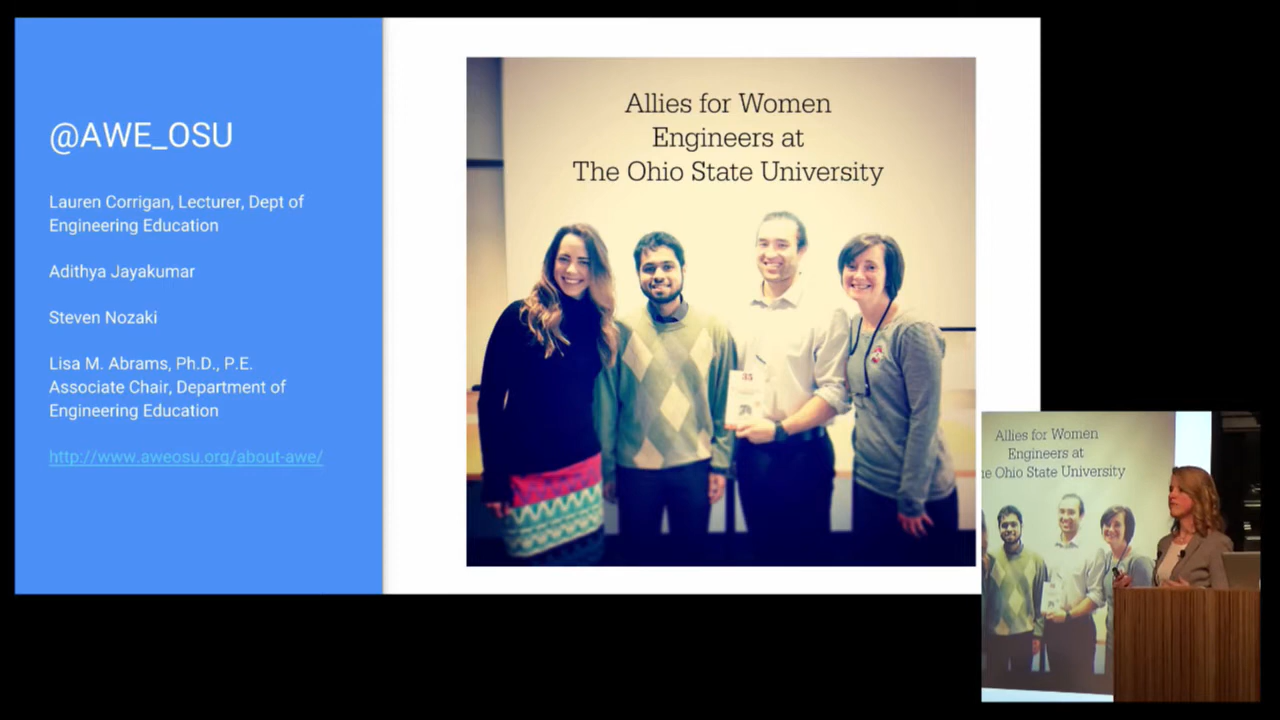 @AWE_OSU
Lauren Corrigan, Lecturer, Dept of
Engineering Education
Adithya Jayakumar
Steven Nozaki
Lisa M. Abrams, Ph.D., P.E.
Associate Chair, Department of
Engineering Education
http://www.aweosu.org/about-awe/
Allies for Women
Engineers at
The Ohio State University
35
Allies for Women
Engineers at
he Ohio State University